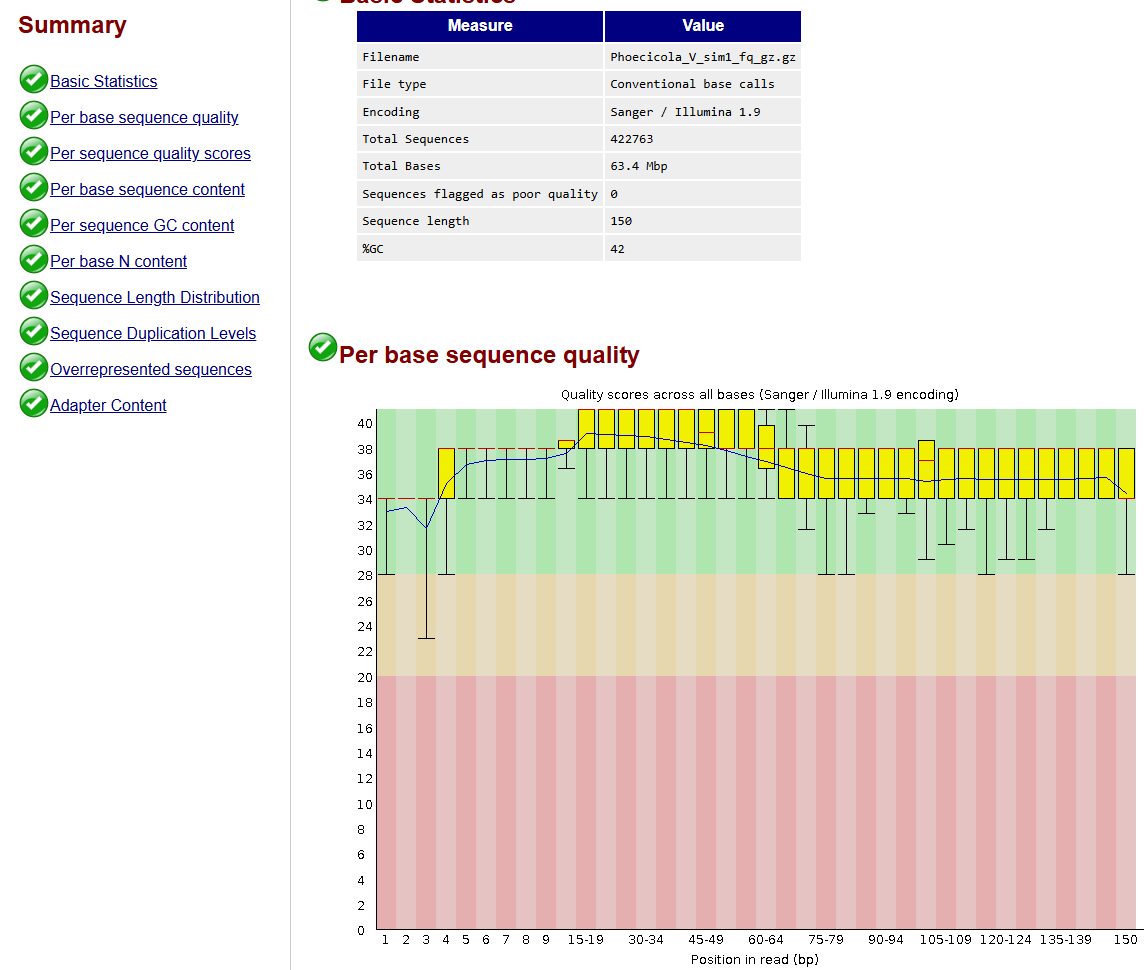 Summary
Basic Statistics
Per base sequence quality
Per sequence quality scores
Per base sequence content
Per sequence GC content
Per base N content
Sequence Length Distribution
Sequence Duplication Levels
Overrepresented sequences
Adapter Content
Basic Statistics
Measure Value
Filename Phoecicola_V_sim1_fq_gz.gz
File type Conventional base calls
Encoding Sanger / Illumina 1.9
Total Sequences 422763
Total Bases 63.4 Mbp
Sequences flagged as poor quality 0
Sequence length 150
%GC 42
Per base sequence quality
Quality scores across all bases (Sanger / Illumina 1.9 encoding)
40
38
36
34
32
30
28
26
24
22
20
18
16
14
12
10
8
6
4
2
0
1 2 3 4 5 6 7 8 9 15-19 30-34 45-49 60-64 75-79 90-94 105-109 120-124 135-139 150
Position in read (bp)